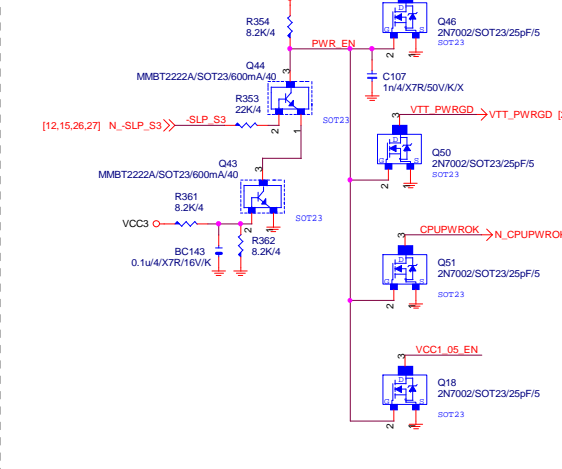 R354
8.2K/4
Q46
2N7002/SOT23/25pF/5
SOT23
D
G
S
2
1
PWR_EN
3
Q44
MMBT2222A/SOT23/600mA/40
C107
1n/4/X7R/50V/K/X
R353
22K/4
[12,15,26,27] N_-SLP_S3
-SLP_S3
2
1
SOT23
3
VTT_PWRGD
VTT_PWRGD
D
G
S
Q50
2N7002/SOT23/25pF/5
SOT23
2
1
Q43
MMBT2222A/SOT23/600mA/40
3
R361
8.2K/4
VCC3
2
1
SOT23
R362
8.2K/4
BC143
0.1u/4/X7R/16V/K
3
CPUPWROK
N_CPUPWROK
D
G
S
Q51
2N7002/SOT23/25pF/5
SOT23
2
1
3
VCC1_05_EN
D
G
S
Q18
2N7002/SOT23/25pF/5
SOT23
2
1